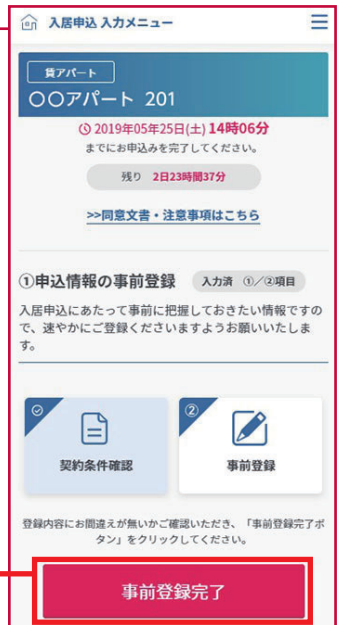 入居申込 入力メニュー
賃アパート
〇〇アパート 201
2019年05年25日(土) 14時06分
までにお申込みを完了してください。
残り 2日23時間37分
>>同意文書・注意事項はこちら
①申込情報の事前登録 入力済 ①/②項目
入居申込にあたって事前に把握しておきたい情報ですの
で、速やかにご登録くださいますようお願いいたしま
す。
②
契約条件確認 事前登録
登録内容にお間違えが無いかご確認いただき、「事前登録完了ボ
タン」をクリックしてください。
事前登録完了